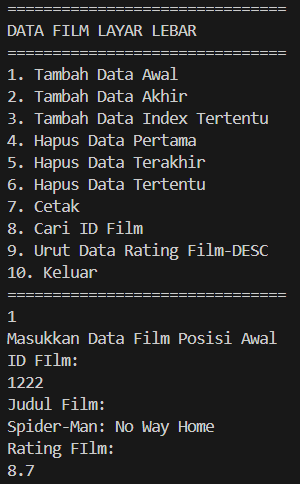 ===============================
DATA FILM LAYAR LEBAR
===============================
1. Tambah Data Awal
2. Tambah Data Akhir
3. Tambah Data Index Tertentu
4. Hapus Data Pertama
5. Hapus Data Terakhir
6. Hapus Data Tertentu
7. Cetak
8. Cari ID Film
9. Urut Data Rating Film-DESC
10. Keluar
===============================
1
Masukkan Data Film Posisi Awal
ID FIlm:
1222
Judul Film:
Spider-Man: No Way Home
Rating FIlm:
8.7